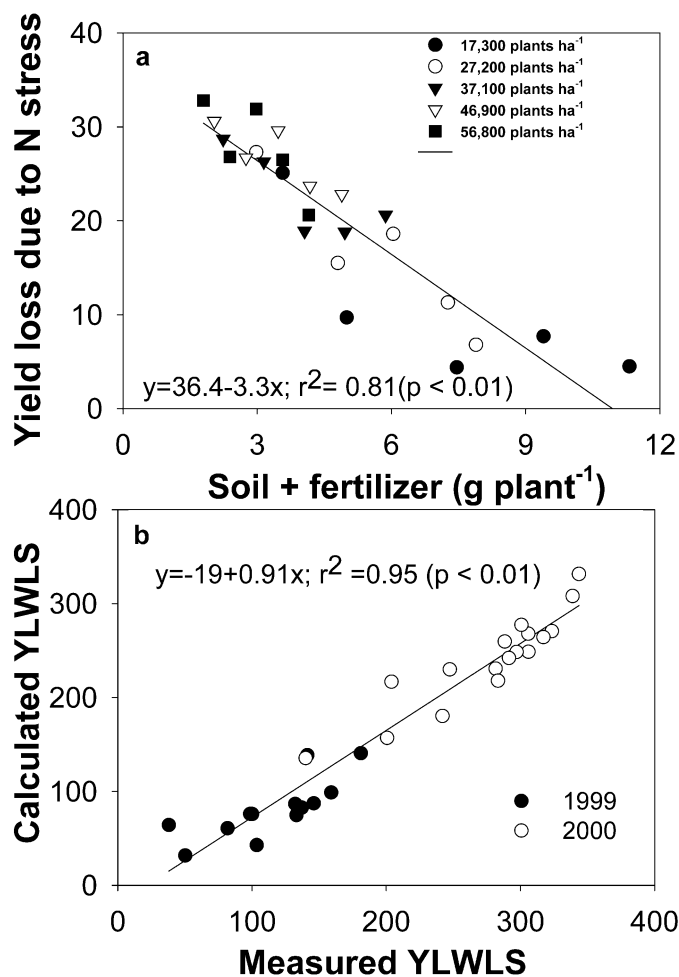 Yield loss due to N stress
40
30
20
10
0
a
17,300 plants ha-1
27,200 plants ha-1
37,100 plants ha-1
46,900 plants ha-1
56,800 plants ha-1
y=36.4-3.3x; r2= 0.81(p < 0.01)
0 3 6 9 12
Soil + fertilizer (g plant-1)
Calculated YLWLS
400
300
200
100
0
b
y=-19+0.91x; r2 =0.95 (p < 0.01)
1999
2000
0 100 200 300 400
Measured YLWLS